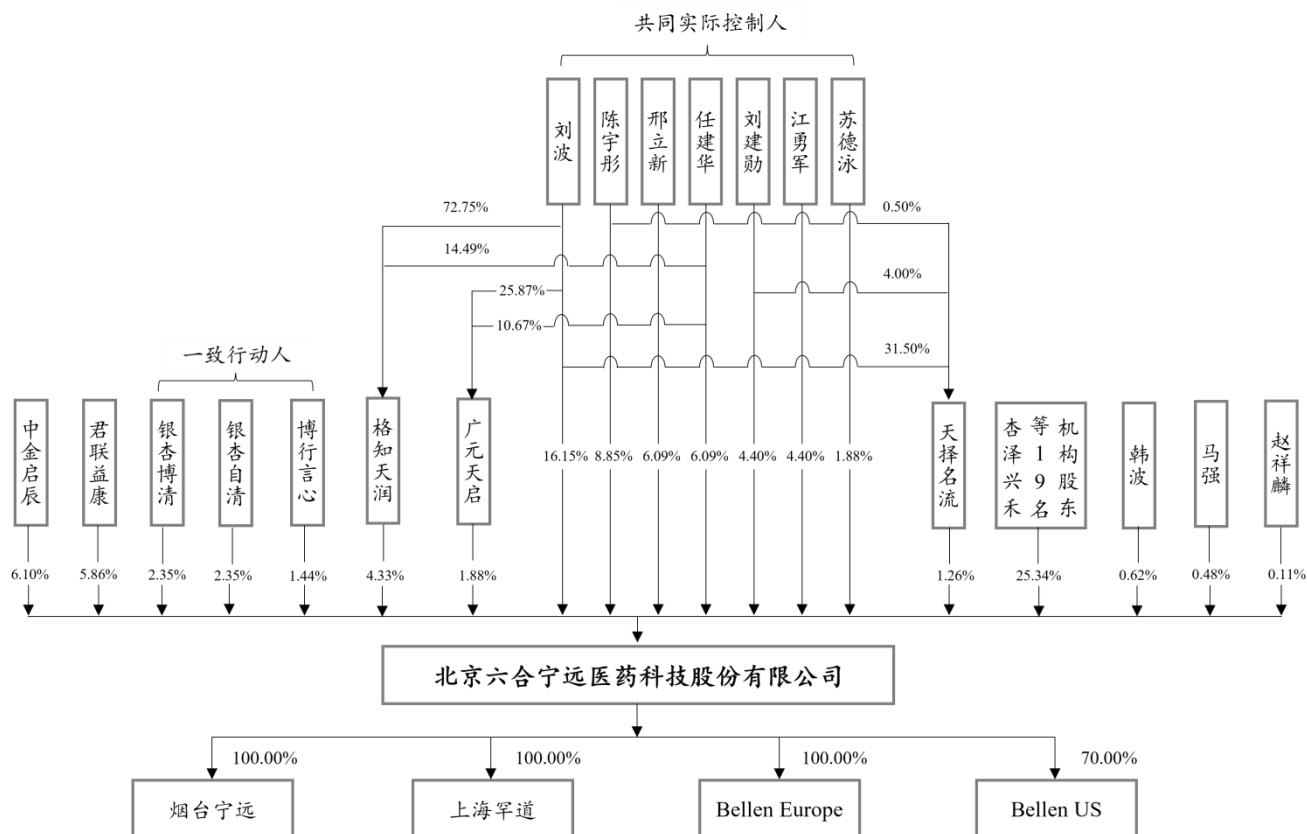 共同实际控制人
刘波
陈宇彤
邢立新
任建华
刘建勋
江勇军
苏德泳
72.75%
0.50%
14.49%
4.00%
25.87%
10.67%
31.50%
一致行动人
中金启辰
君联益康
银杏博清
银杏自清
博行言心
格知天润
广元天启
天择名流
杏泽兴禾
等19名
机构股东
韩波
马强
赵祥麟
16.15%
8.85%
6.09%
6.09%
4.40%
4.40%
1.88%
6.10%
5.86%
2.35%
2.35%
1.44%
4.33%
1.88%
1.26%
25.34%
0.62%
0.48%
0.11%
北京六合宁远医药科技股份有限公司
100.00%
100.00%
100.00%
70.00%
烟台宁远
上海罕道
Bellen Europe
Bellen US